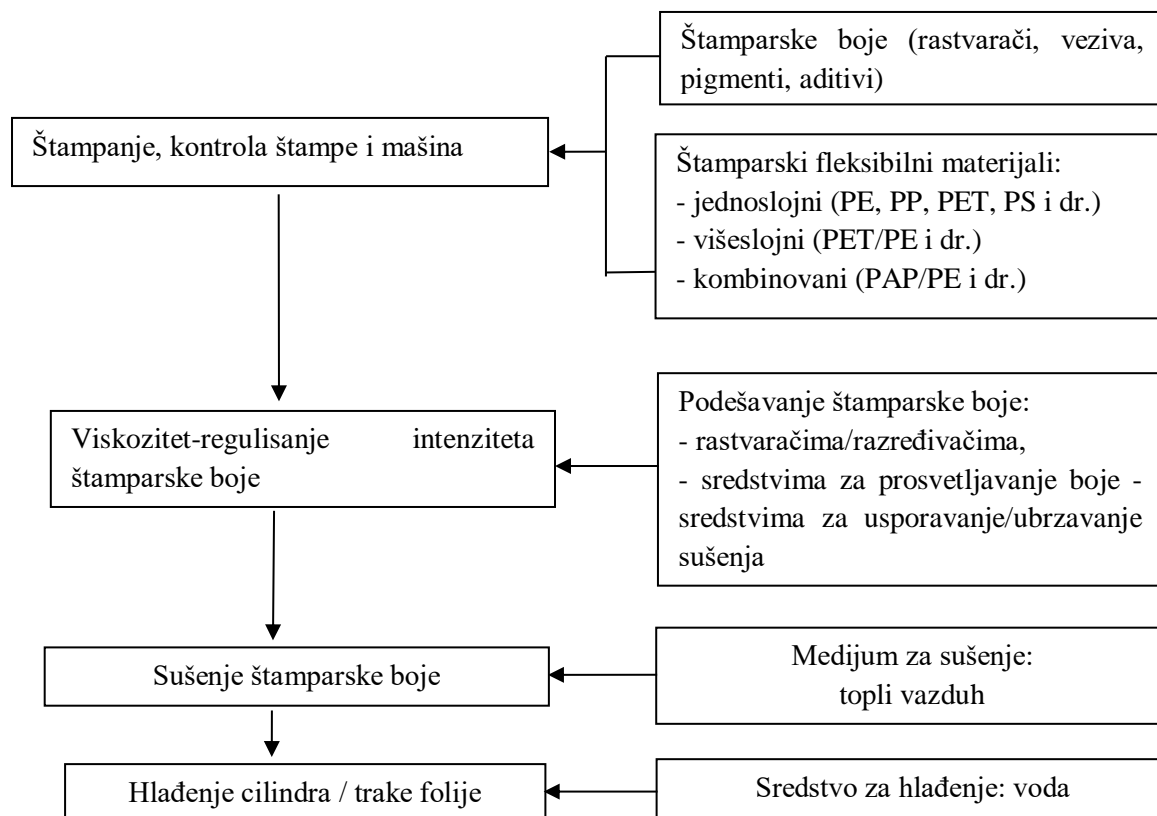 Štamparske boje (rastvarači, veziva,
pigmenti, aditivi)
Štampanje, kontrola štampe i mašina
Štamparski fleksibilni materijali:
- jednoslojni (PE, PP, PET, PS i dr.)
- višeslojni (PET/PE i dr.)
- kombinovani (PAP/PE i dr.)
Viskozitet-regulisanje intenziteta
štamparske boje
Podešavanje štamparske boje:
- rastvaračima/razređivačima,
- sredstvima za prosvetljavanje boje -
sredstvima za usporavanje/ubrzavanje
sušenja
Sušenje štamparske boje
Medijum za sušenje:
topli vazduh
Hlađenje cilindra / trake folije
Sredstvo za hlađenje: voda